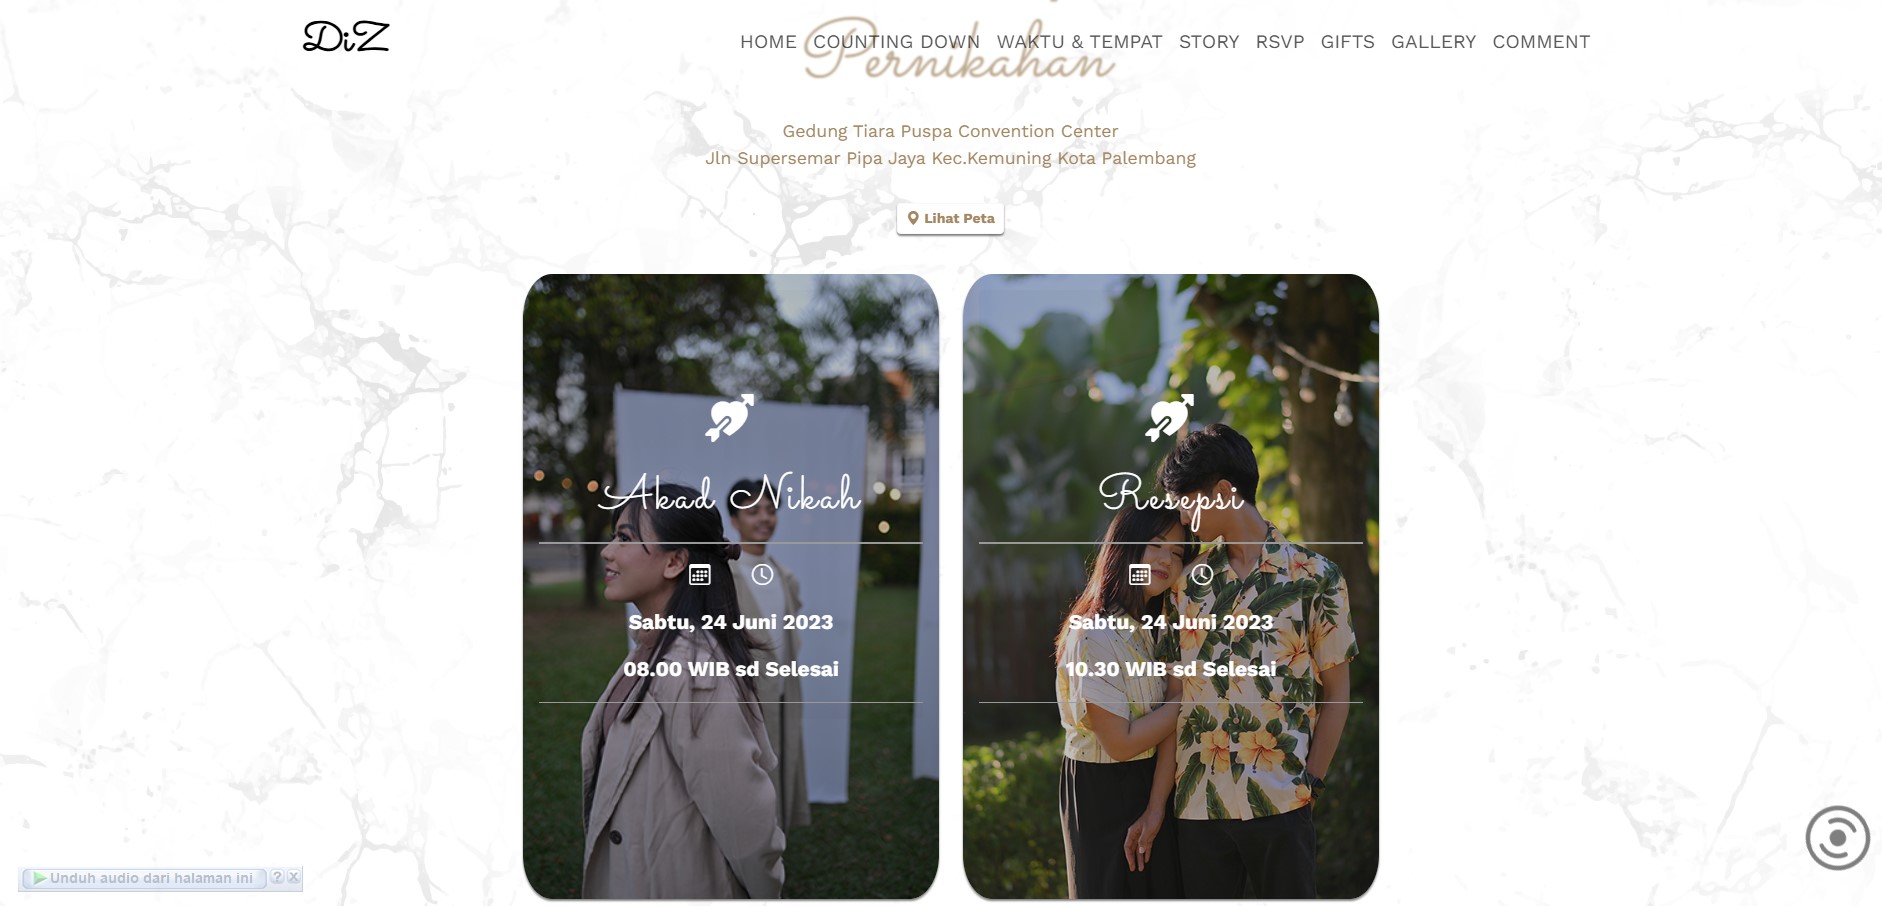 DiZ
HOME COUNTING DOWN WAKTU & TEMPAT STORY RSVP GIFTS GALLERY COMMENT
Pernikahan
Gedung Tiara Puspa Convention Center
Jln Supersemar Pipa Jaya Kec.Kemuning Kota Palembang
Lihat Peta
Akad Nikah
Sabtu, 24 Juni 2023
08.00 WIB sd Selesai
Resepsi
Sabtu, 24 Juni 2023
10.30 WIB sd Selesai
Unduh audio dari halaman ini ? X